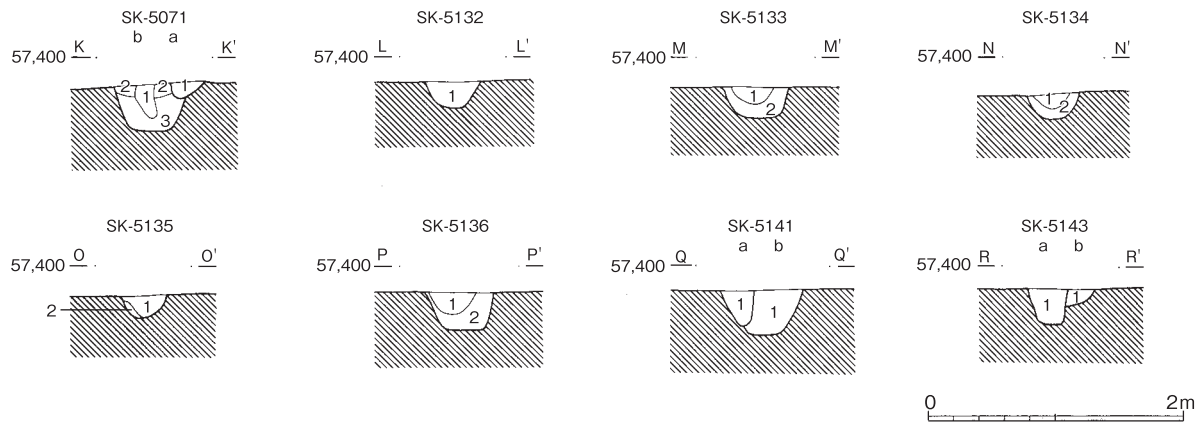 SK-5071 SK-5132 SK-5133 SK-5134
b a
57,400 K K' 57,400 L L' 57,400 M M' 57,400 N N'
2 1 2 1 3 1 1 2 1 2
SK-5135 SK-5136 SK-5141 SK-5143
a b a b
57,400 O O' 57,400 P P' 57,400 Q Q' 57,400 R R'
2 1 1 2 1 1 1 1
0 2m